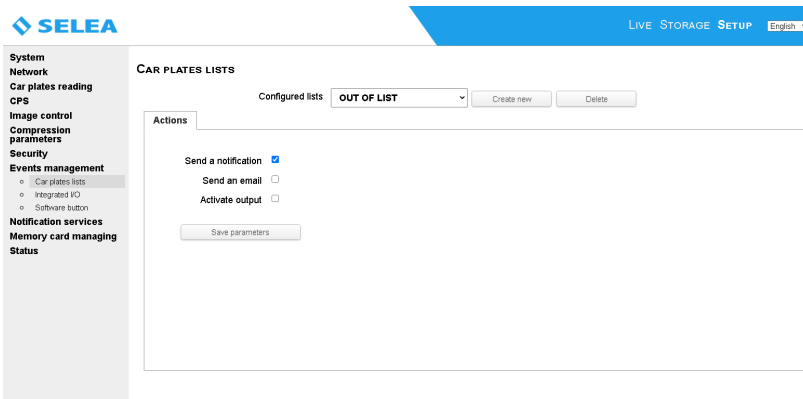 SELEA
LIVE STORAGE SETUP English
System
Network
Car plates reading
CPS
Image control
Compression
parameters
Security
Events management
Car plates lists
Integrated I/O
Software button
Notification services
Memory card managing
Status
CAR PLATES LISTS
Configured lists OUT OF LIST Create new Delete
Actions
Send a notification
Send an email
Activate output
Save parameters